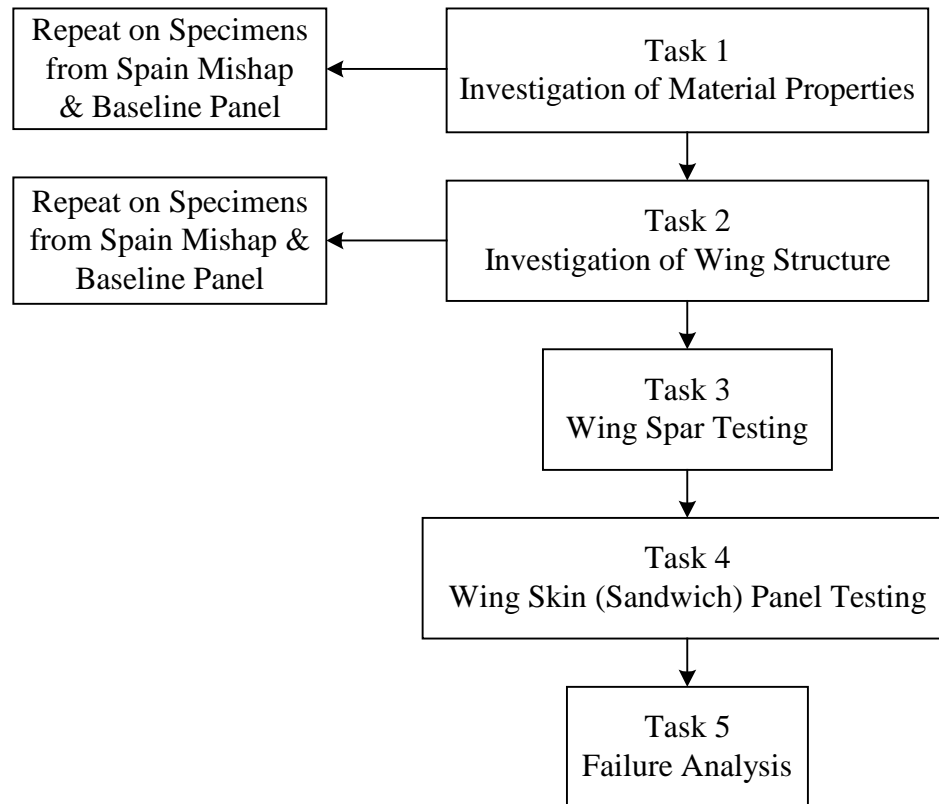 Repeat on Specimens
from Spain Mishap
& Baseline Panel
Task 1
Investigation of Material Properties
Repeat on Specimens
from Spain Mishap &
Baseline Panel
Task 2
Investigation of Wing Structure
Task 3
Wing Spar Testing
Task 4
Wing Skin (Sandwich) Panel Testing
Task 5
Failure Analysis